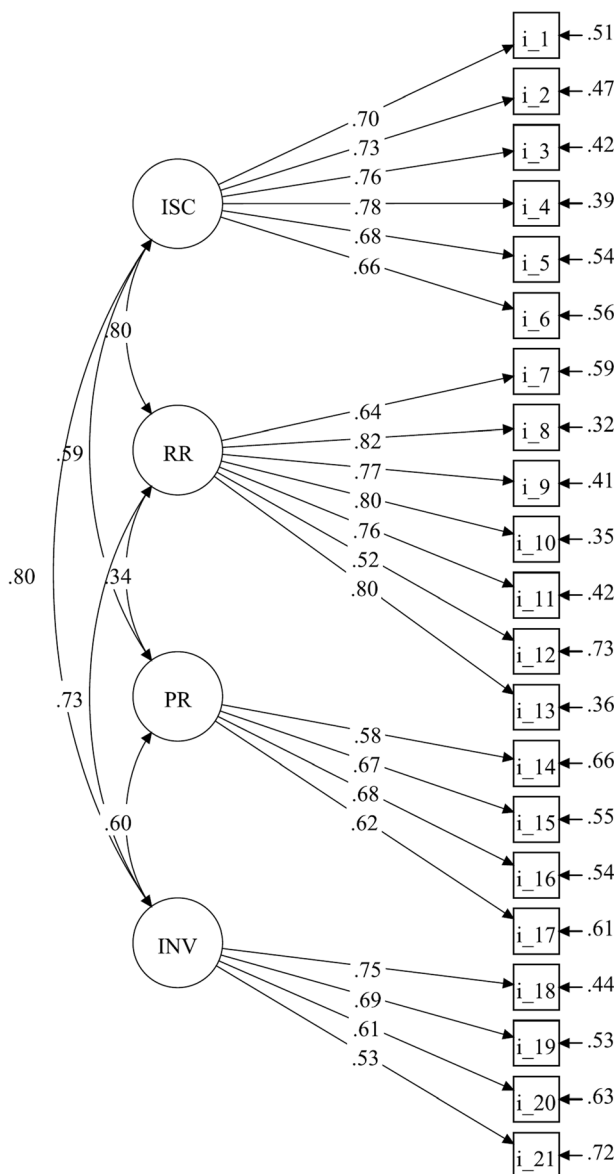 i_1 .51
i_2 .47
.70
.73
i_3 .42
.76
ISC
.78
i_4 .39
.68
i_5 .54
.66
i_6 .56
.80
i_7 .59
.64
.82
i_8 .32
.59
RR
.77
i_9 .41
.80
i_10 .35
.76
.52
.80
.34
.80
i_11 .42
i_12 .73
PR
.73
i_13 .36
.58
i_14 .66
.67
.68
.62
.60
i_15 .55
i_16 .54
i_17 .61
INV
.75
i_18 .44
.69
.61
i_19 .53
.53
i_20 .63
i_21 .72